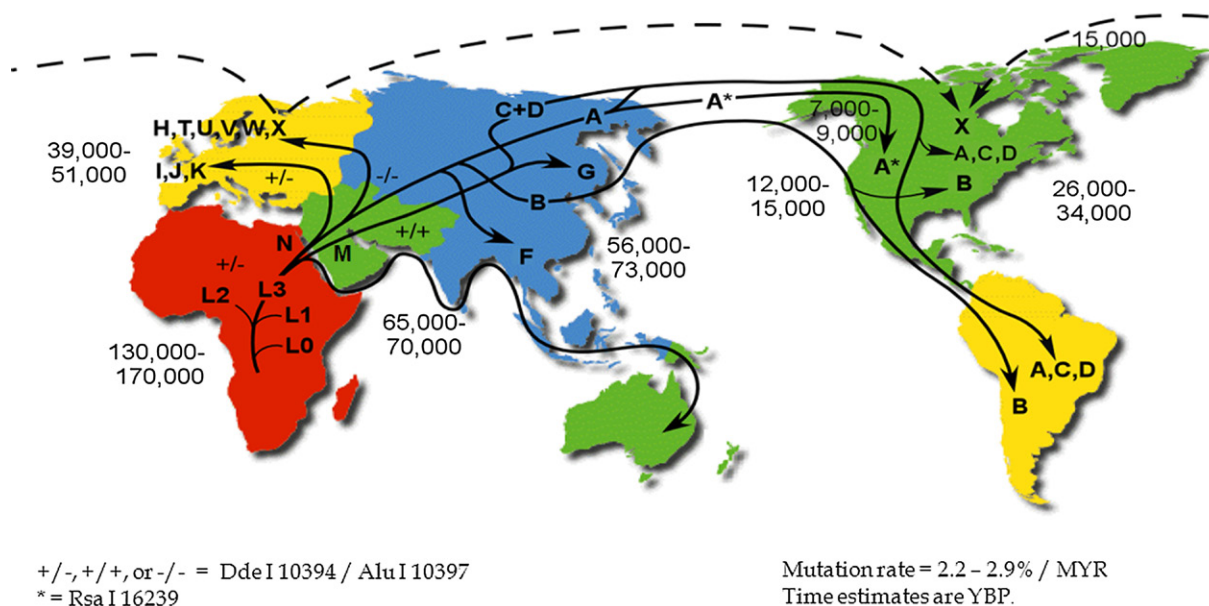 15,000
C+D
A
A*
7,000-
9,000
X
H,T,U,V,W,X
39,000-
51,000
I,J,K
+/-
-/-
G
A*
A,C,D
B
B
12,000-
15,000
26,000-
34,000
N
M
+/+
F
56,000-
73,000
+/-
L3
L2
L1
L0
65,000-
70,000
130,000-
170,000
A,C,D
B
+/-, +/+, or -/- = Dde I 10394 / Alu I 10397
* = Rsa I 16239
Mutation rate = 2.2 – 2.9% / MYR
Time estimates are YBP.